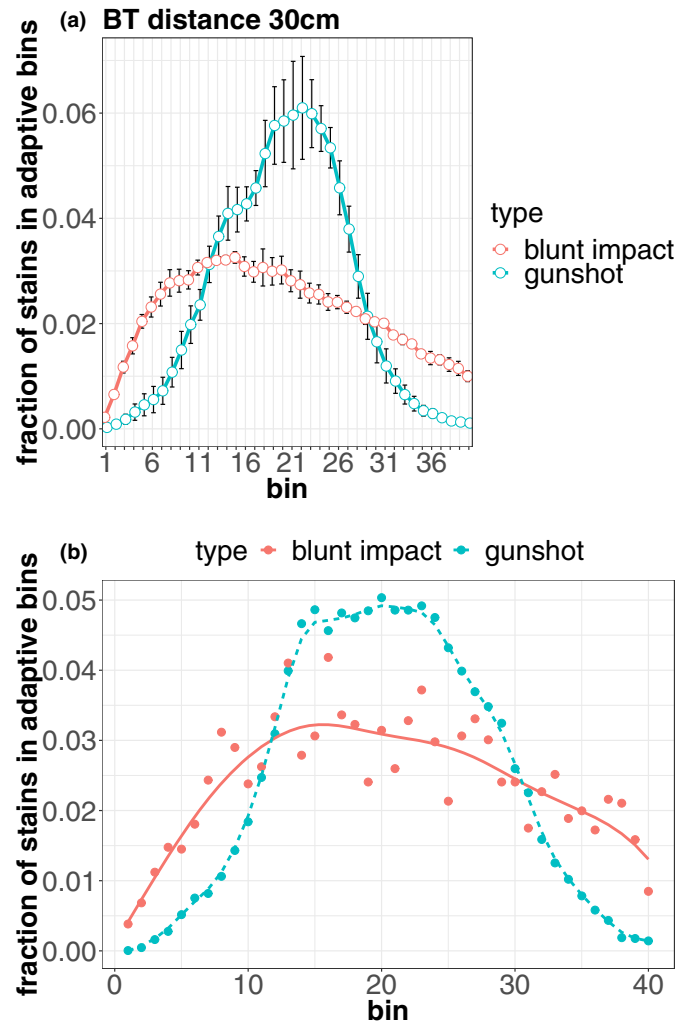 (a) BT distance 30cm
fraction of stains in adaptive bins
0.06
0.04
0.02
0.00
1 6 11 16 21 26 31 36
bin
type
blunt impact
gunshot
(b) type blunt impact gunshot
fraction of stains in adaptive bins
0.05
0.04
0.03
0.02
0.01
0.00
0 10 20 30 40
bin